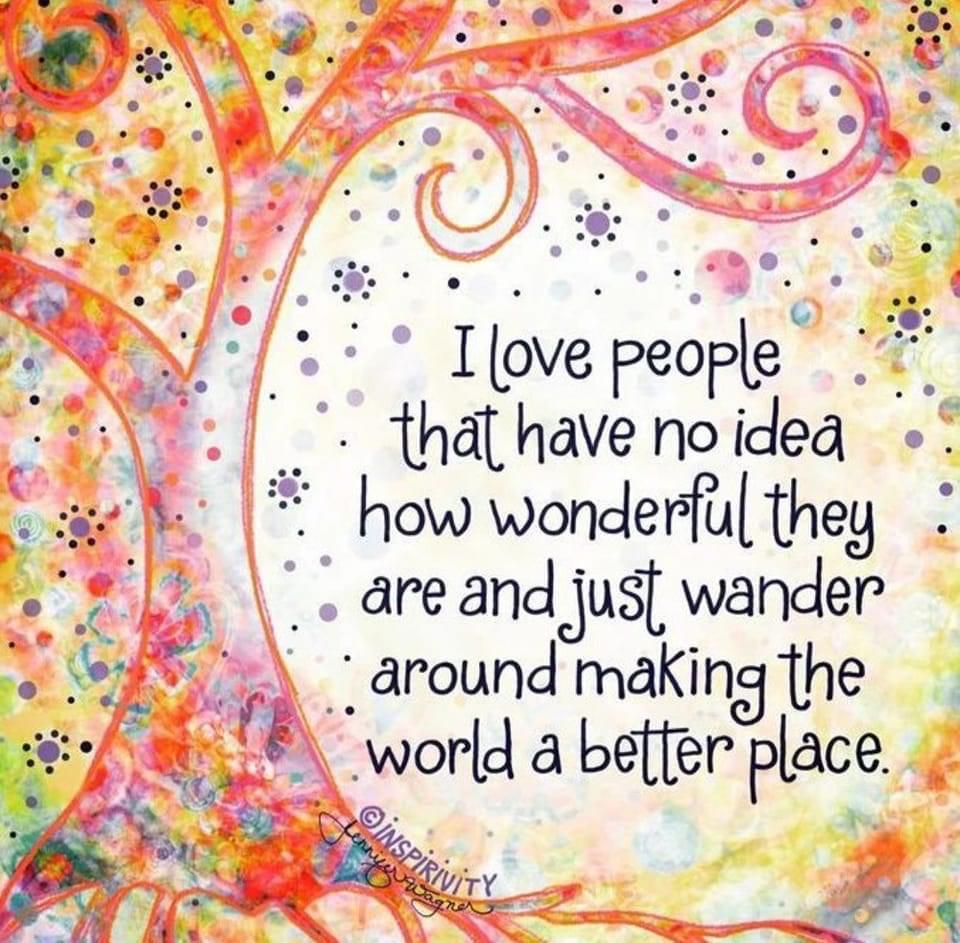 I love people
that have no idea
how wonderful they
are and just wander
around making the
world a better place.
©INSPIRIVITY
Jennifer Wagner